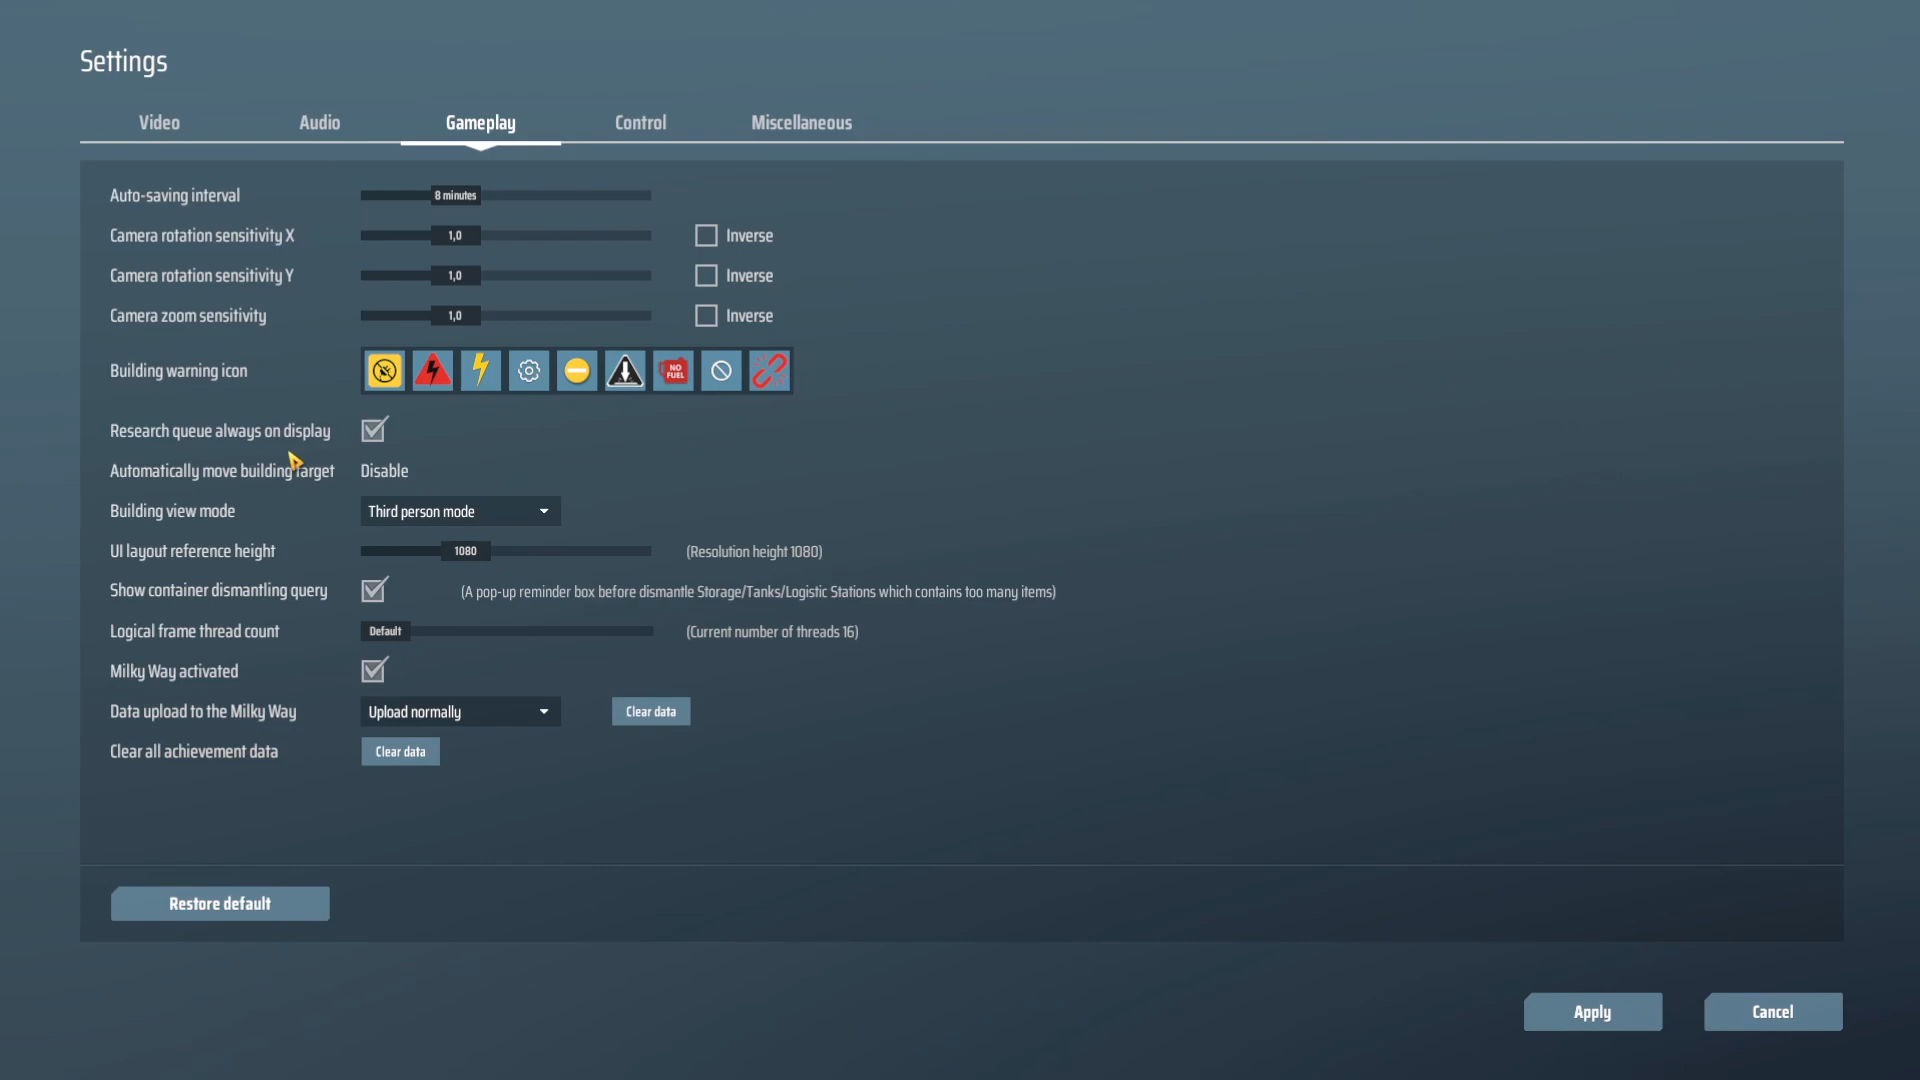 Settings
Video Audio Gameplay Control Miscellaneous
Auto-saving interval 8 minutes
Camera rotation sensitivity X 1,0 Inverse
Camera rotation sensitivity Y 1,0 Inverse
Camera zoom sensitivity 1,0 Inverse
Building warning icon NO FUEL
Research queue always on display
Automatically move building target Disable
Building view mode Third person mode
UI layout reference height 1080 (Resolution height 1080)
Show container dismantling query (A pop-up reminder box before dismantle Storage/Tanks/Logistic Stations which contains too many items)
Logical frame thread count Default (Current number of threads 16)
Milky Way activated
Data upload to the Milky Way Upload normally Clear data
Clear all achievement data Clear data
Restore default
Apply Cancel